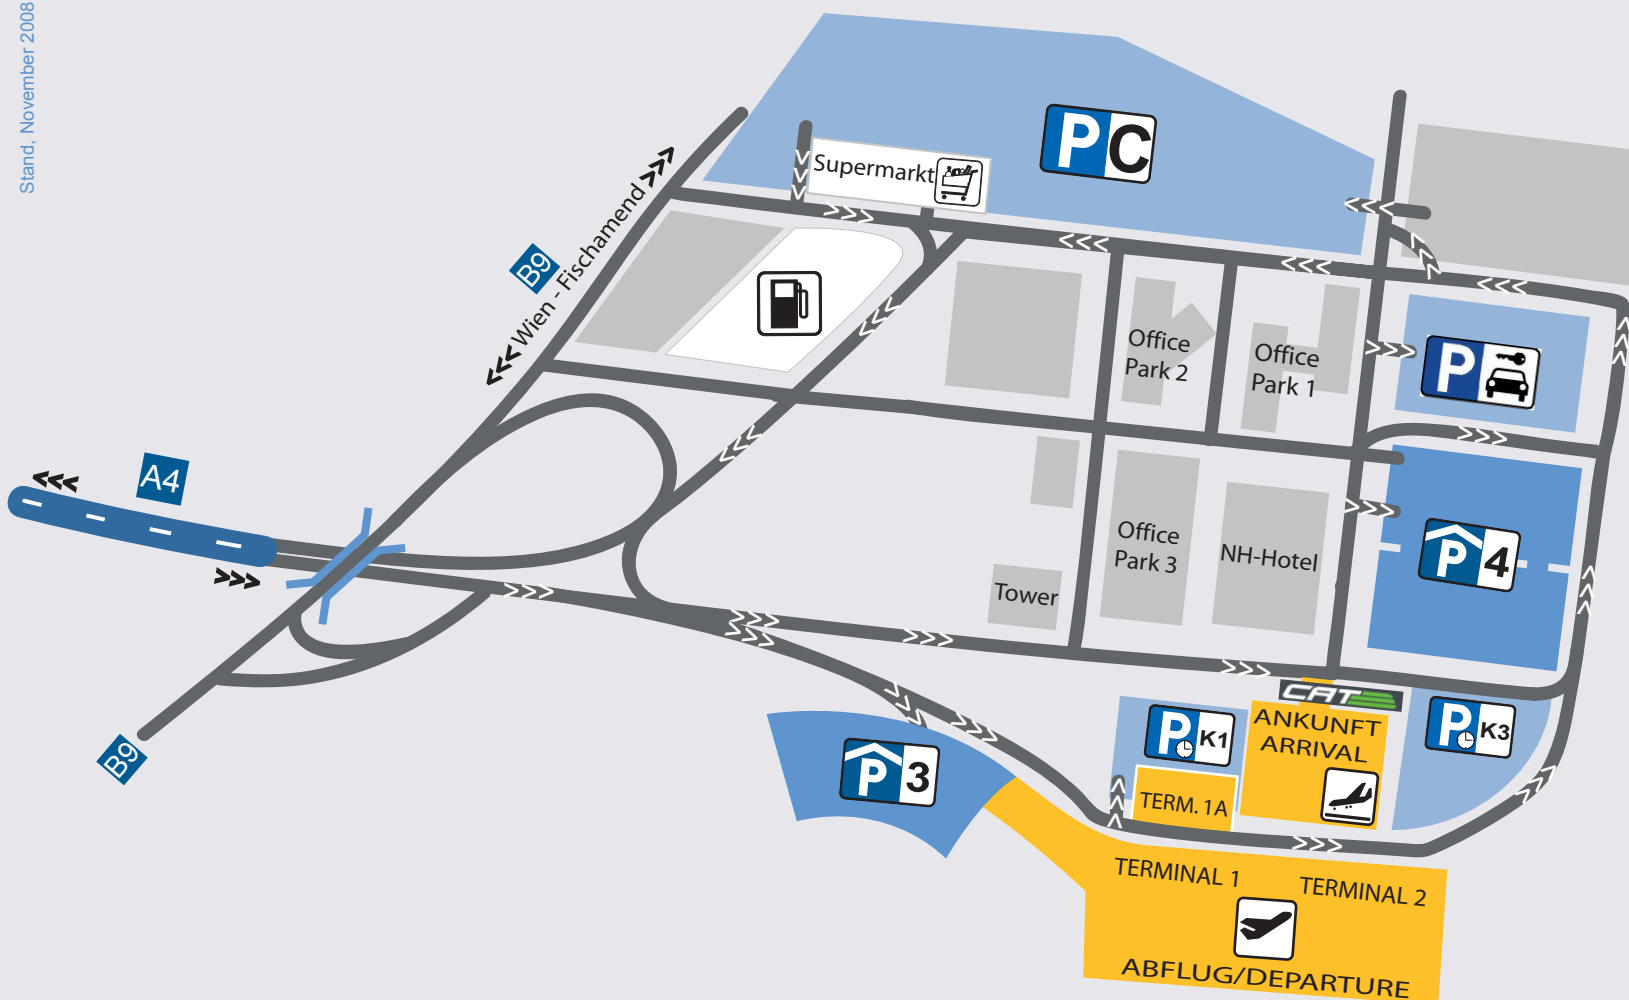 Stand, November 2008
P C
Supermarkt
B9
Wien - Fischamend
Office
Park 2
Office
Park 1
P
A4
Office
Park 3
NH-Hotel
P 4
Tower
CAT
P K1
ANKUNFT
ARRIVAL
P K3
B9
P 3
TERM. 1A
TERMINAL 1
TERMINAL 2
ABFLUG/DEPARTURE